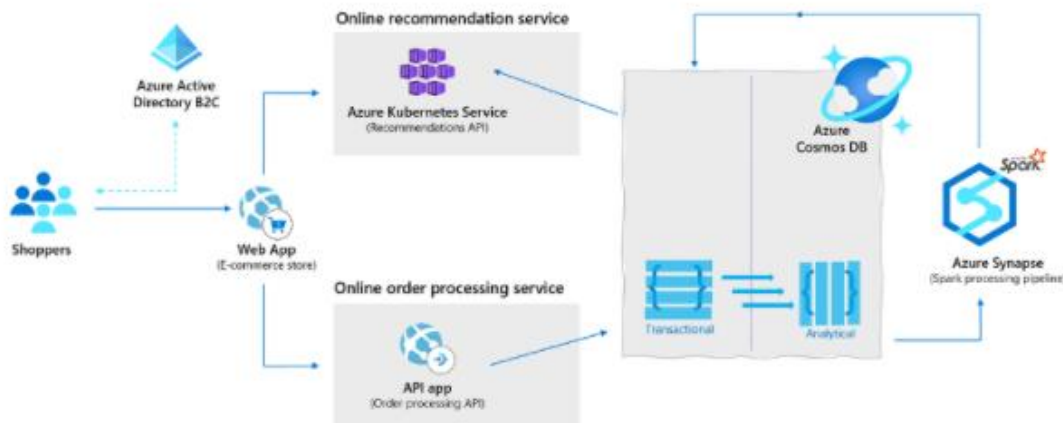 Online recommendation service
Azure Active
Directory B2C
Azure Kubernetes Service
(Recommendations API)
Azure
Cosmos DB
Spark
Shoppers
Web App
(E-commerce store)
Azure Synapse
(Spark processing pipeline)
Online order processing service
Transactional
Analytical
API app
(Order processing API)